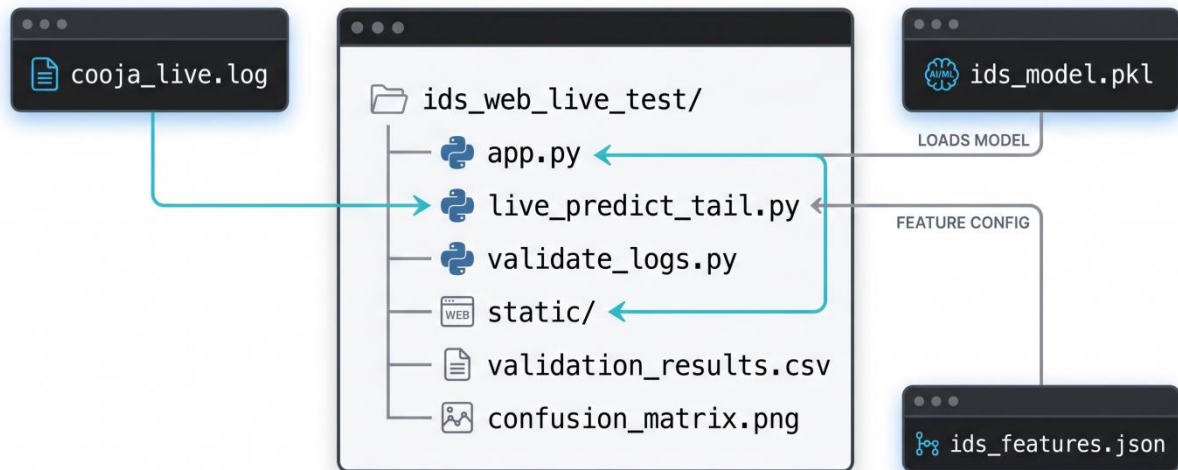 cooja_live.log
ids_web_live_test/
app.py
live_predict_tail.py
validate_logs.py
WEB
static/
validation_results.csv
confusion_matrix.png
AI/ML
ids_model.pkl
LOADS MODEL
FEATURE CONFIG
ids_features.json